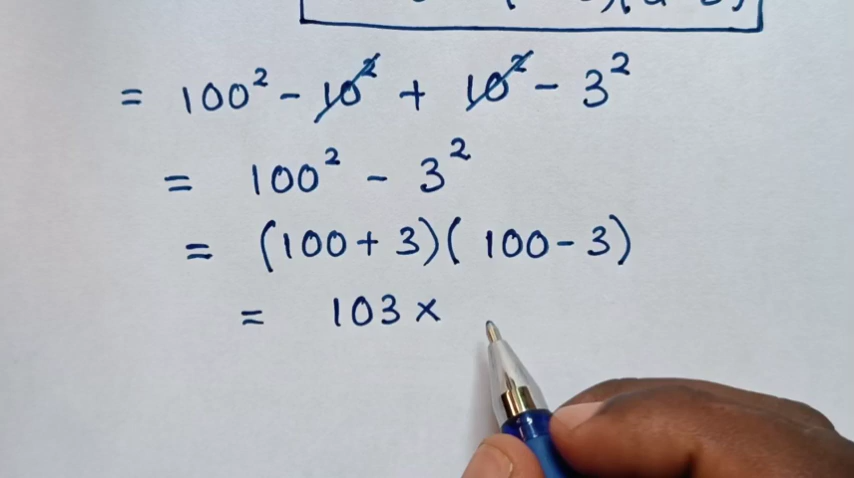 = 100² - 10² + 10² - 3²
= 100² - 3²
= (100 + 3)(100 - 3)
= 103 ×